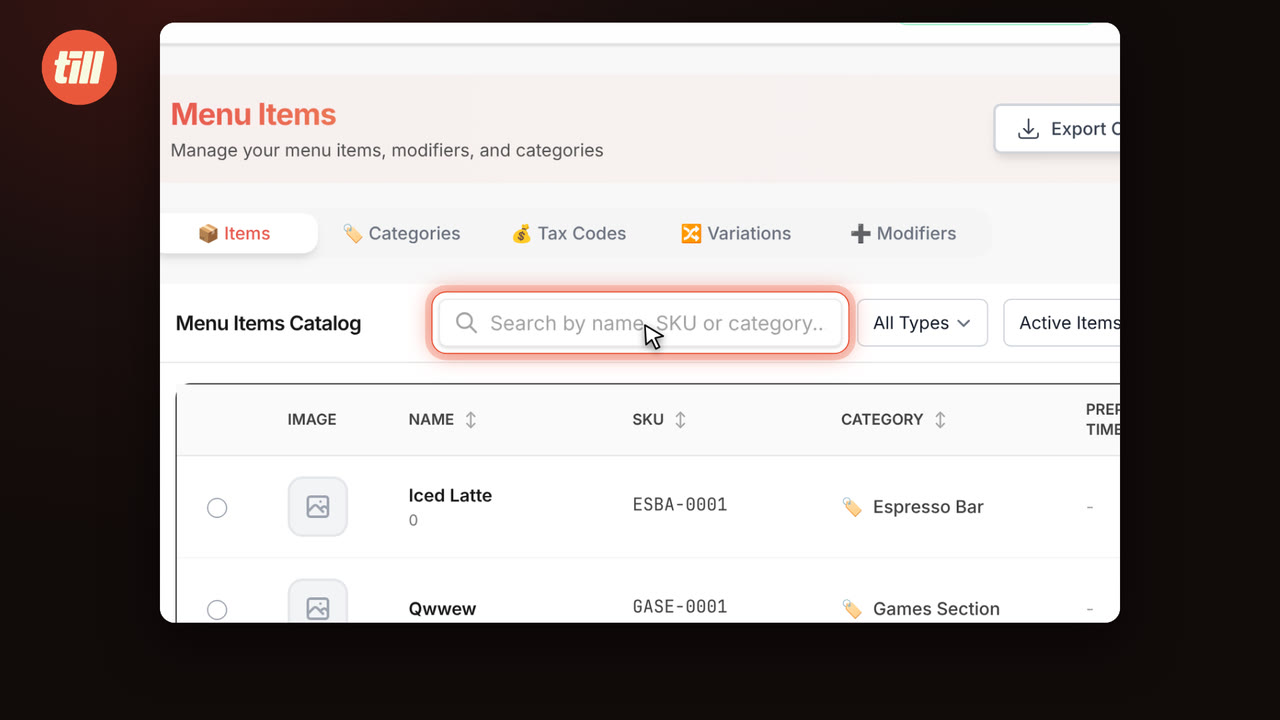 till
Menu Items
Manage your menu items, modifiers, and categories
Export C
Items
Categories
Tax Codes
Variations
Modifiers
Menu Items Catalog
Search by name, SKU or category..
All Types
Active Items
IMAGE
NAME
SKU
CATEGORY
PREP
TIME
Iced Latte
0
ESBA-0001
Espresso Bar
-
Qwwew
GASE-0001
Games Section
-